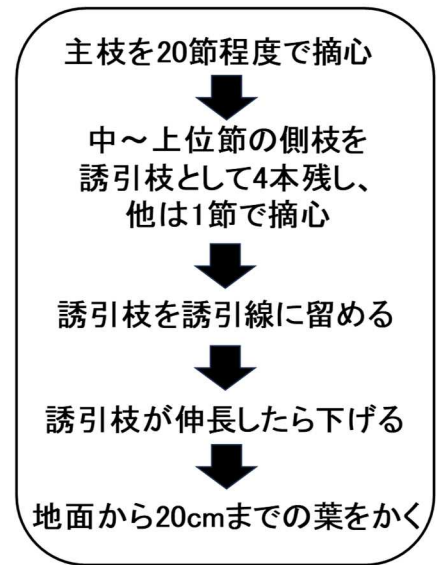 主枝を20節程度で摘心
中～上位節の側枝を
誘引枝として4本残し、
他は1節で摘心
誘引枝を誘引線に留める
誘引枝が伸長したら下げる
地面から20cmまでの葉をかく